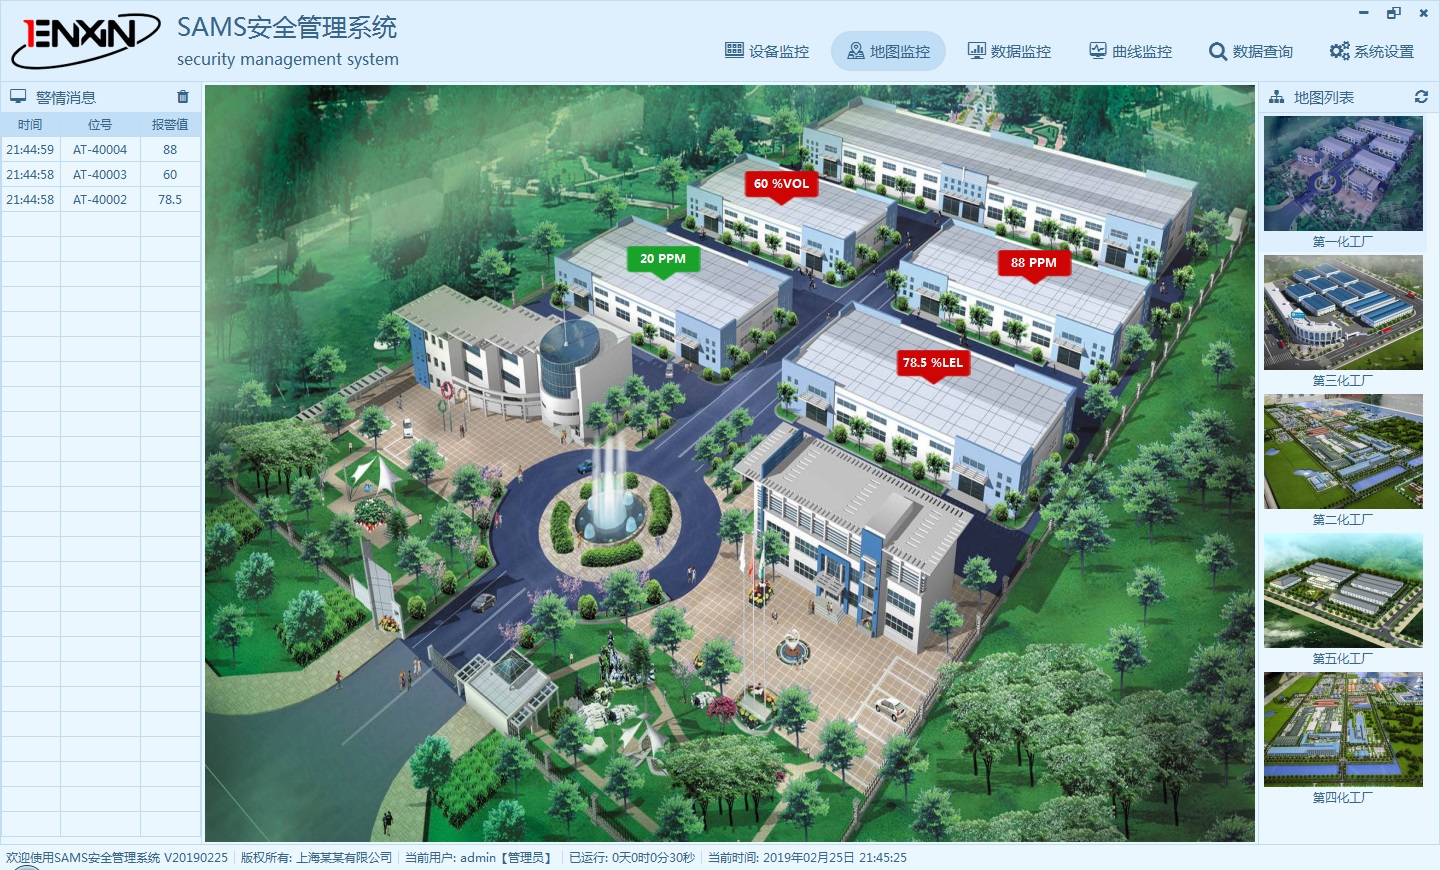 1ENXIN
SAMS安全管理系统
security management system
设备监控
地图监控
数据监控
曲线监控
数据查询
系统设置
警情消息
时间 位号 报警值
21:44:59 AT-40004 88
21:44:58 AT-40003 60
21:44:58 AT-40002 78.5
60 %VOL
20 PPM
88 PPM
78.5 %LEL
地图列表
第一化工厂
第三化工厂
第二化工厂
第五化工厂
第四化工厂
欢迎使用SAMS安全管理系统 V20190225 版权所有: 上海某某有限公司 当前用户: admin【管理员】 已运行: 0天0时0分30秒 当前时间: 2019年02月25日 21:45:25